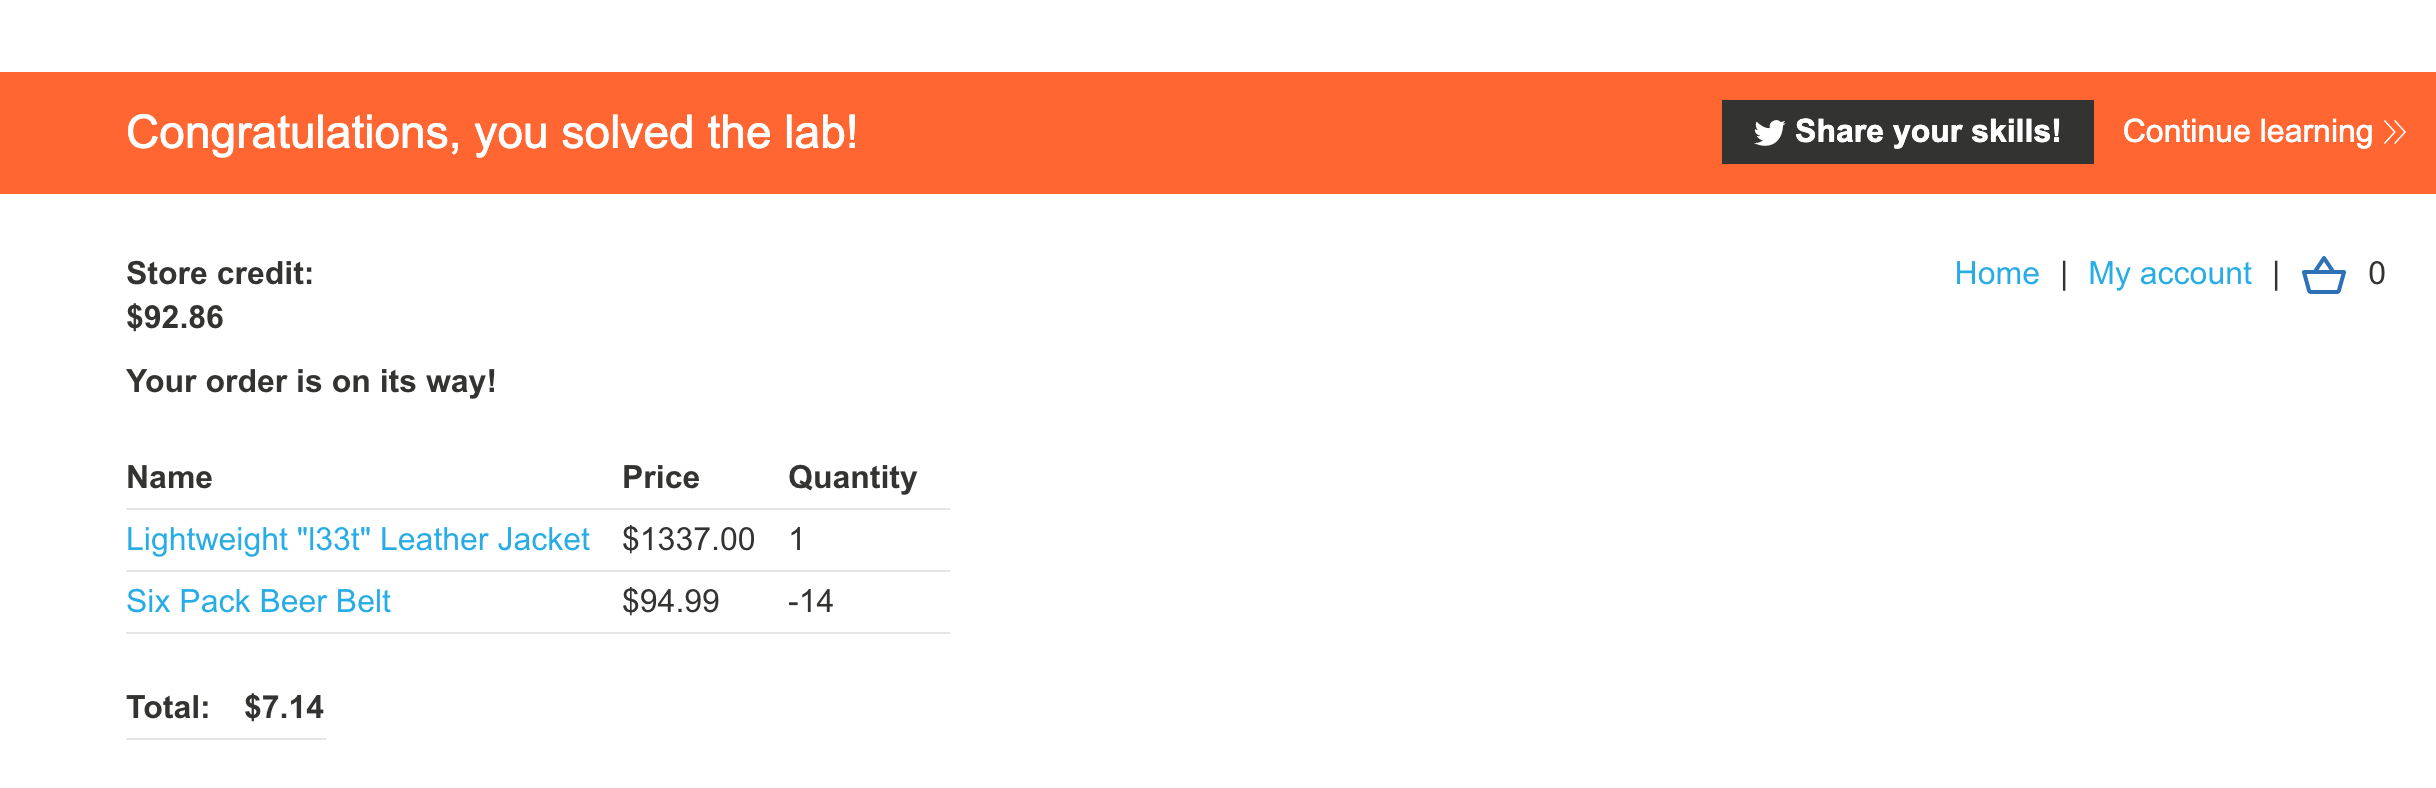 Congratulations, you solved the lab!
Share your skills!
Continue learning
Store credit:
$92.86
Home | My account | 0
Your order is on its way!
Name Price Quantity
Lightweight "l33t" Leather Jacket $1337.00 1
Six Pack Beer Belt $94.99 -14
Total: $7.14